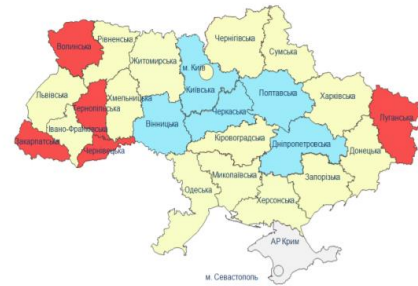 Волинська
Рівненська
Чернігівська
Сумська
Житомирська
м. Київ
Київська
Львівська
Тернопільська
Хмельницька
Полтавська
Харківська
Черкаська
Луганська
Івано-Франківська
Закарпатська
Чернівецька
Вінницька
Кіровоградська
Дніпропетровська
Донецька
Миколаївська
Запорізька
Одеська
Херсонська
АР Крим
м. Севастополь